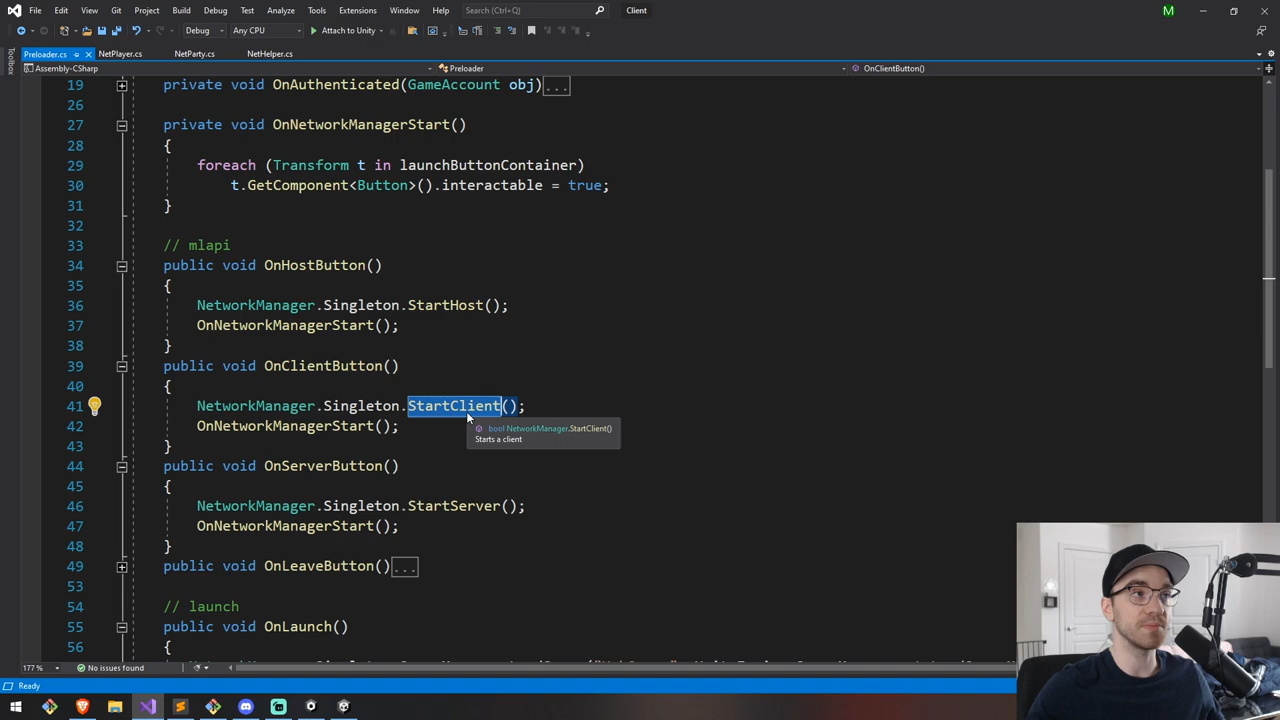 File Edit View Git Project Build Debug Test Analyze Tools Extensions Window Help Search (Ctrl+Q) Client M
Debug Any CPU Attach to Unity
Preloader.cs NetPlayer.cs NetParty.cs NetHelper.cs
Toolbox
Assembly-CSharp Preloader OnClientButton()
19 private void OnAuthenticated(GameAccount obj)...
26
27 private void OnNetworkManagerStart()
28 {
29 foreach (Transform t in launchButtonContainer)
30 t.GetComponent<Button>().interactable = true;
31 }
32
33 // mlapi
34 public void OnHostButton()
35 {
36 NetworkManager.Singleton.StartHost();
37 OnNetworkManagerStart();
38 }
39 public void OnClientButton()
40 {
41 NetworkManager.Singleton.StartClient();
bool NetworkManager.StartClient()
Starts a client
42 OnNetworkManagerStart();
43 }
44 public void OnServerButton()
45 {
46 NetworkManager.Singleton.StartServer();
47 OnNetworkManagerStart();
48 }
49 public void OnLeaveButton()...
53
54 // launch
55 public void OnLaunch()
56 {
177 % No issues found
Ready